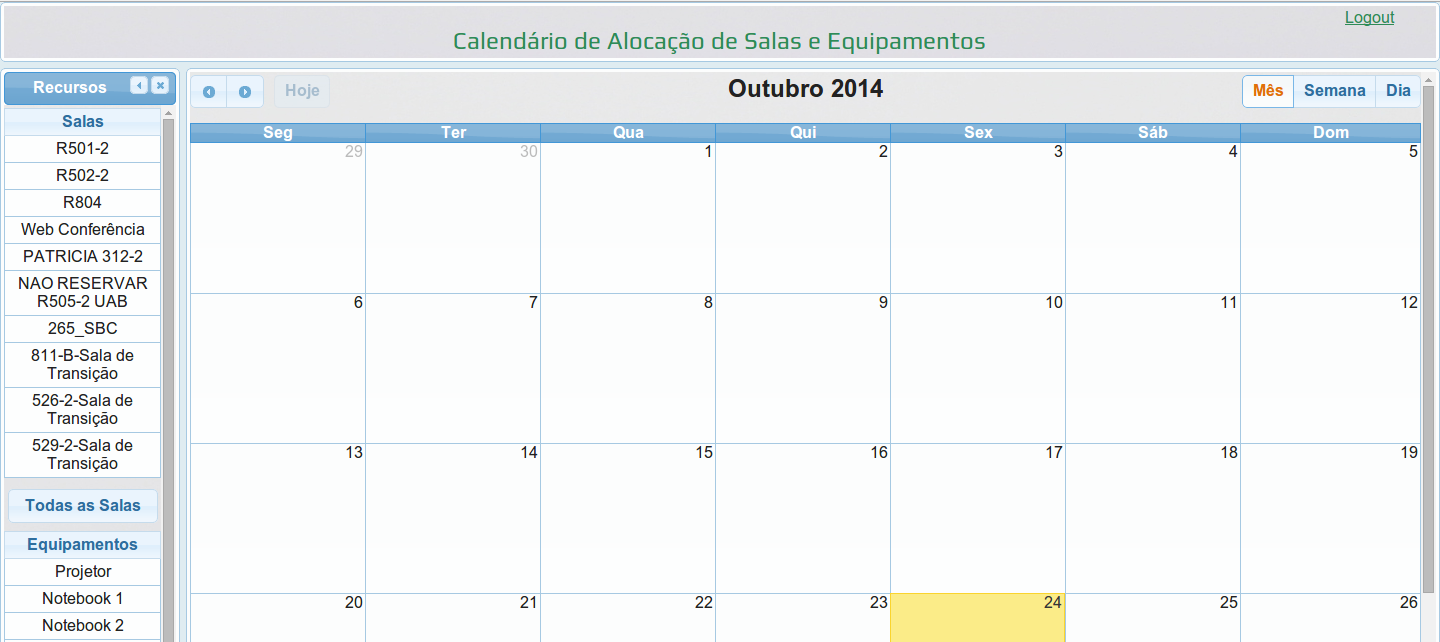 Logout
Calendário de Alocação de Salas e Equipamentos
Recursos
Salas
R501-2
R502-2
R804
Web Conferência
PATRICIA 312-2
NAO RESERVAR
R505-2 UAB
265_SBC
811-B-Sala de
Transição
526-2-Sala de
Transição
529-2-Sala de
Transição
Todas as Salas
Equipamentos
Projetor
Notebook 1
Notebook 2
Hoje
Outubro 2014
Mês Semana Dia
Seg Ter Qua Qui Sex Sáb Dom
29 30 1 2 3 4 5
6 7 8 9 10 11 12
13 14 15 16 17 18 19
20 21 22 23 24 25 26